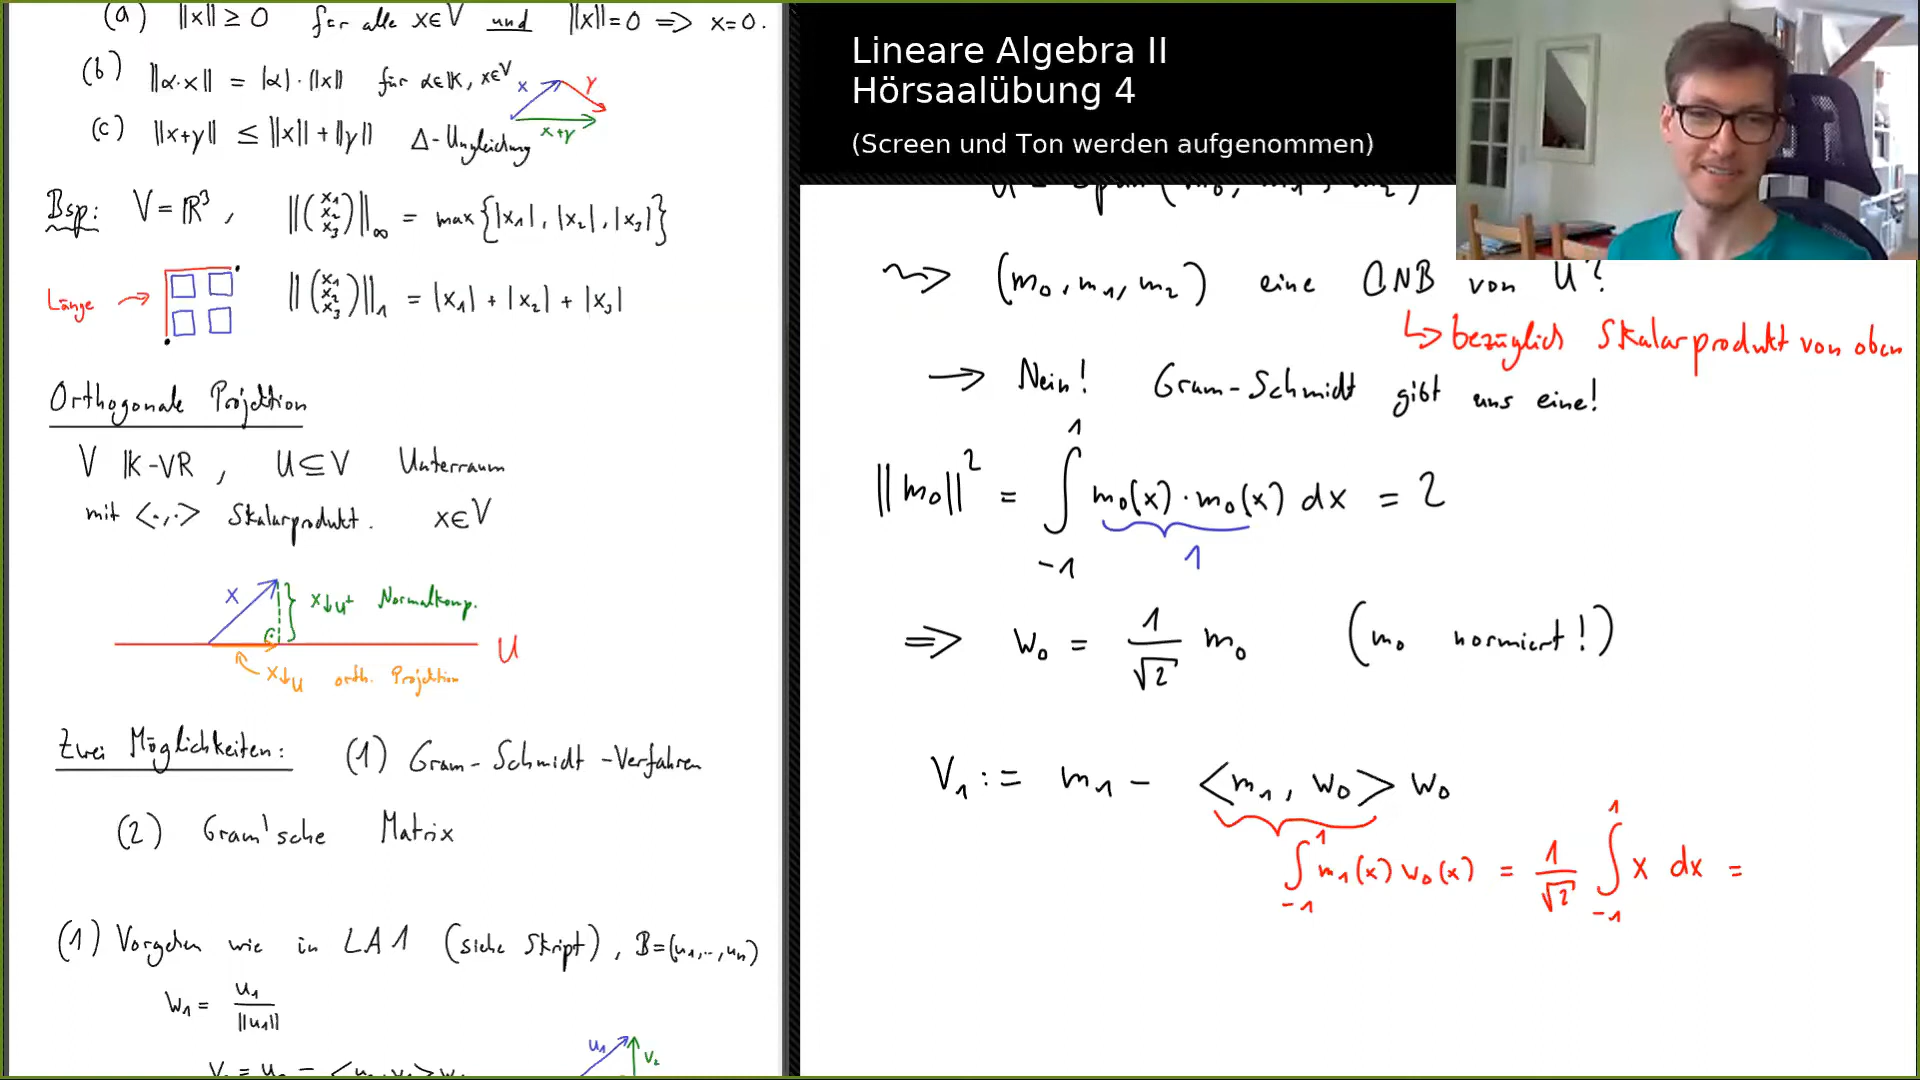 (a) ||x|| ≥ 0 für alle x∈V und ||x||=0 ⟹ x=0.
(b) ||α·x|| = |α|·||x|| für α∈𝕂, x∈V
x y
x+y
(c) ||x+y|| ≤ ||x||+||y|| Δ-Ungleichung
Bsp: V=ℝ³, ||(x₁ x₂ x₃)||∞ = max{|x₁|, |x₂|, |x₃|}
Länge → ||(x₁ x₂ x₃)||₁ = |x₁| + |x₂| + |x₃|
Orthogonale Projektion
V 𝕂-VR, U⊆V Unterraum
mit <·,·> Skalarprodukt. x∈V
x } x↓U⊥ Normalkomp.
U
x↓U orth. Projektion
Zwei Möglichkeiten: (1) Gram-Schmidt-Verfahren
(2) Gram'sche Matrix
(1) Vorgehen wie in LA1 (siehe Skript), B=(u₁,..,uₙ)
w₁ = u₁/||u₁||
u₁ v₂
Lineare Algebra II
Hörsaalübung 4
(Screen und Ton werden aufgenommen)
⇝ (m₀, m₁, m₂) eine ONB von U?
↳ bezüglich Skalarprodukt von oben
→ Nein! Gram-Schmidt gibt uns eine!
||m₀||² = ∫₋₁¹ m₀(x)·m₀(x) dx = 2
1
⟹ w₀ = 1/√2 m₀ (m₀ normiert!)
V₁ := m₁ - <m₁, w₀> w₀
∫₋₁¹ m₁(x) w₀(x) = 1/√2 ∫₋₁¹ x dx =